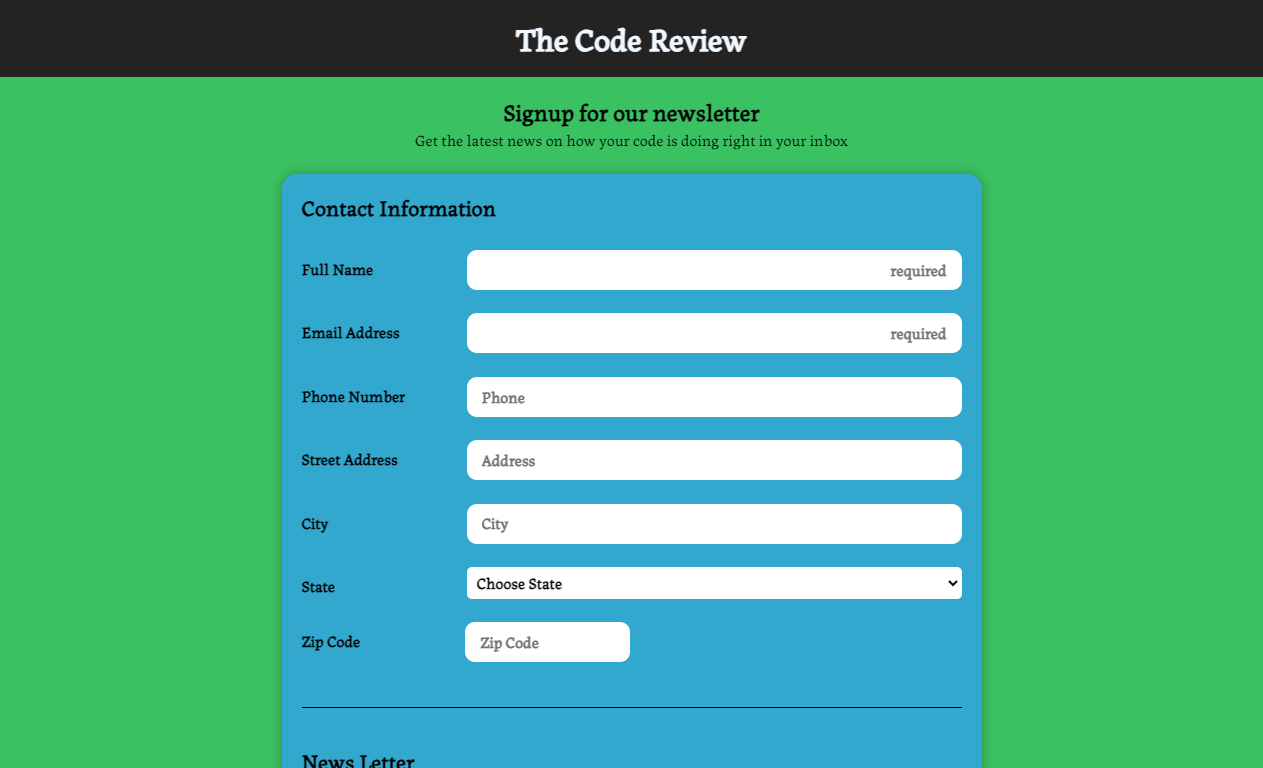 The Code Review
Signup for our newsletter
Get the latest news on how your code is doing right in your inbox
Contact Information
Full Name
required
Email Address
required
Phone Number
Phone
Street Address
Address
City
City
State
Choose State
Zip Code
Zip Code
News Letter